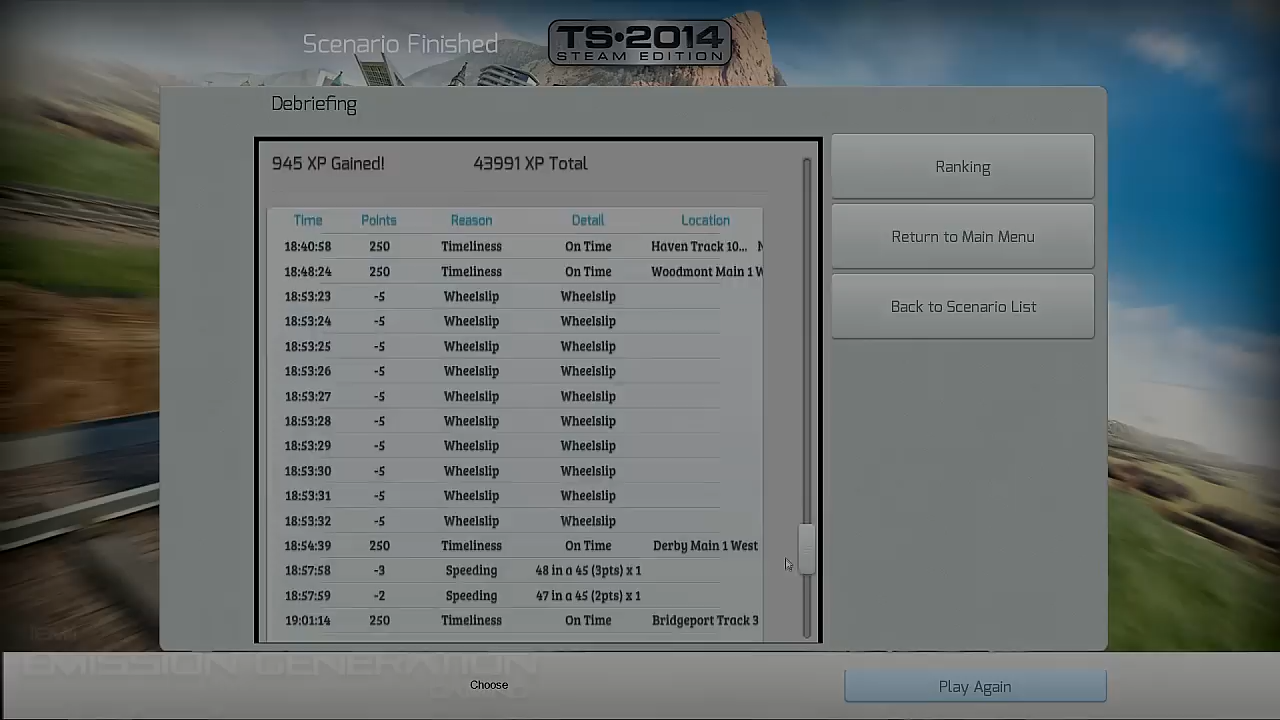 Scenario Finished
TS·2014
STEAM EDITION
Debriefing
945 XP Gained! 43991 XP Total
Time Points Reason Detail Location
18:40:58 250 Timeliness On Time Haven Track 10...
18:48:24 250 Timeliness On Time Woodmont Main 1 W
18:53:23 -5 Wheelslip Wheelslip
18:53:24 -5 Wheelslip Wheelslip
18:53:25 -5 Wheelslip Wheelslip
18:53:26 -5 Wheelslip Wheelslip
18:53:27 -5 Wheelslip Wheelslip
18:53:28 -5 Wheelslip Wheelslip
18:53:29 -5 Wheelslip Wheelslip
18:53:30 -5 Wheelslip Wheelslip
18:53:31 -5 Wheelslip Wheelslip
18:53:32 -5 Wheelslip Wheelslip
18:54:39 250 Timeliness On Time Derby Main 1 West
18:57:58 -3 Speeding 48 in a 45 (3pts) x 1
18:57:59 -2 Speeding 47 in a 45 (2pts) x 1
19:01:14 250 Timeliness On Time Bridgeport Track 3
Ranking
Return to Main Menu
Back to Scenario List
EMISSION GENERATION
Choose
Play Again